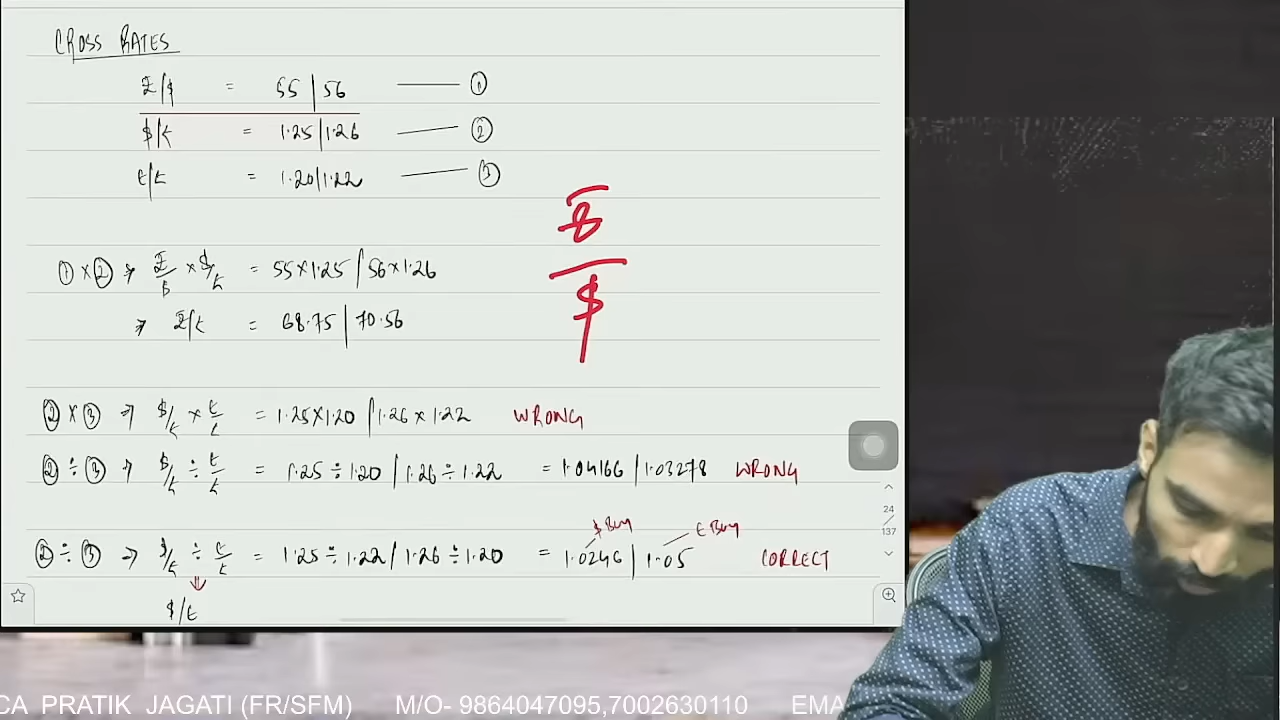 CROSS RATES
₹/$ = 55 | 56 —— ①
$/£ = 1.25 | 1.26 —— ②
€/£ = 1.20 | 1.22 —— ③
① × ② ⇒ ₹/$ × $/£ = 55 × 1.25 | 56 × 1.26
⇒ ₹/£ = 68.75 | 70.56
② × ③ ⇒ $/£ × = 1.25 × 1.20 | 1.26 × 1.22 WRONG
② ÷ ③ ⇒ $/£ ÷ €/£ = 1.25 ÷ 1.20 | 1.26 ÷ 1.22 = 1.04166 | 1.03278 WRONG
$ Buy € Buy
② ÷ ③ ⇒ $/£ ÷ €/£ = 1.25 ÷ 1.22 | 1.26 ÷ 1.20 = 1.0246 | 1.05 CORRECT
$/€
$
24
137
CA PRATIK JAGATI (FR/SFM) M/O- 9864047095,7002630110 EMA